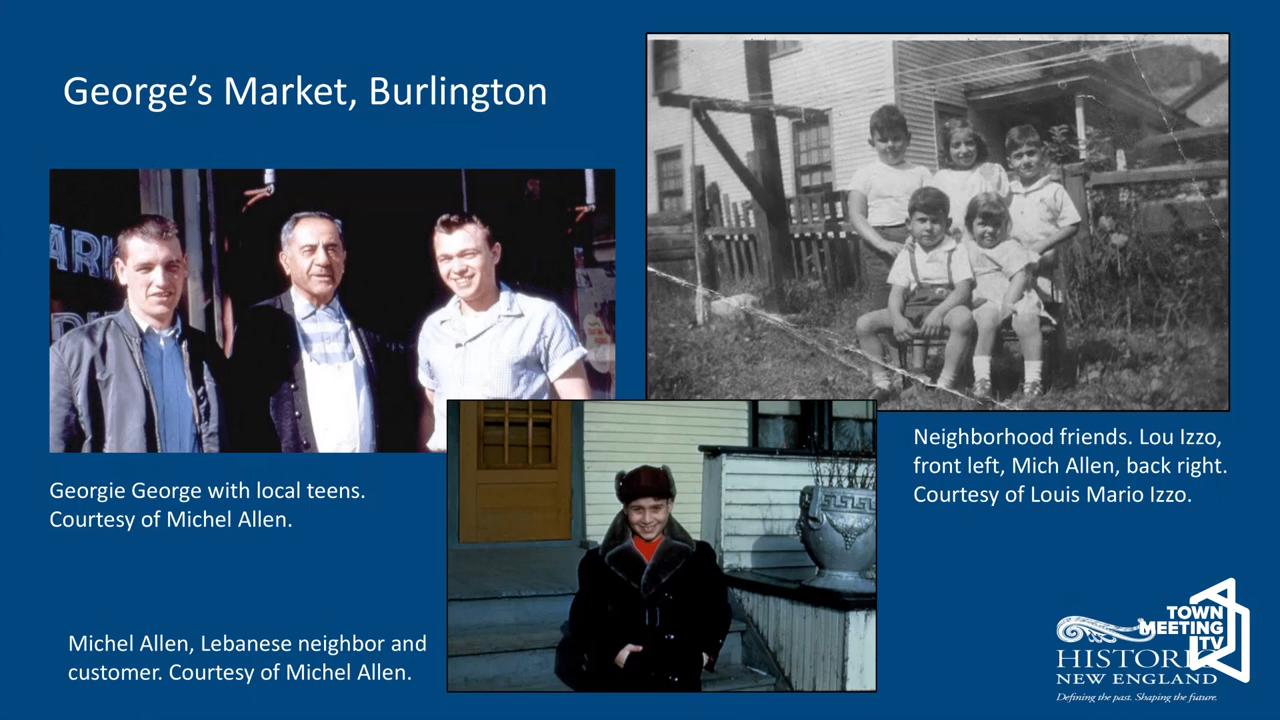 George’s Market, Burlington
Georgie George with local teens.
Courtesy of Michel Allen.
Neighborhood friends. Lou Izzo,
front left, Mich Allen, back right.
Courtesy of Louis Mario Izzo.
Michel Allen, Lebanese neighbor and
customer. Courtesy of Michel Allen.
TOWN
MEETING
TV
HISTORI
NEW ENGLAND
Defining the past. Shaping the future.